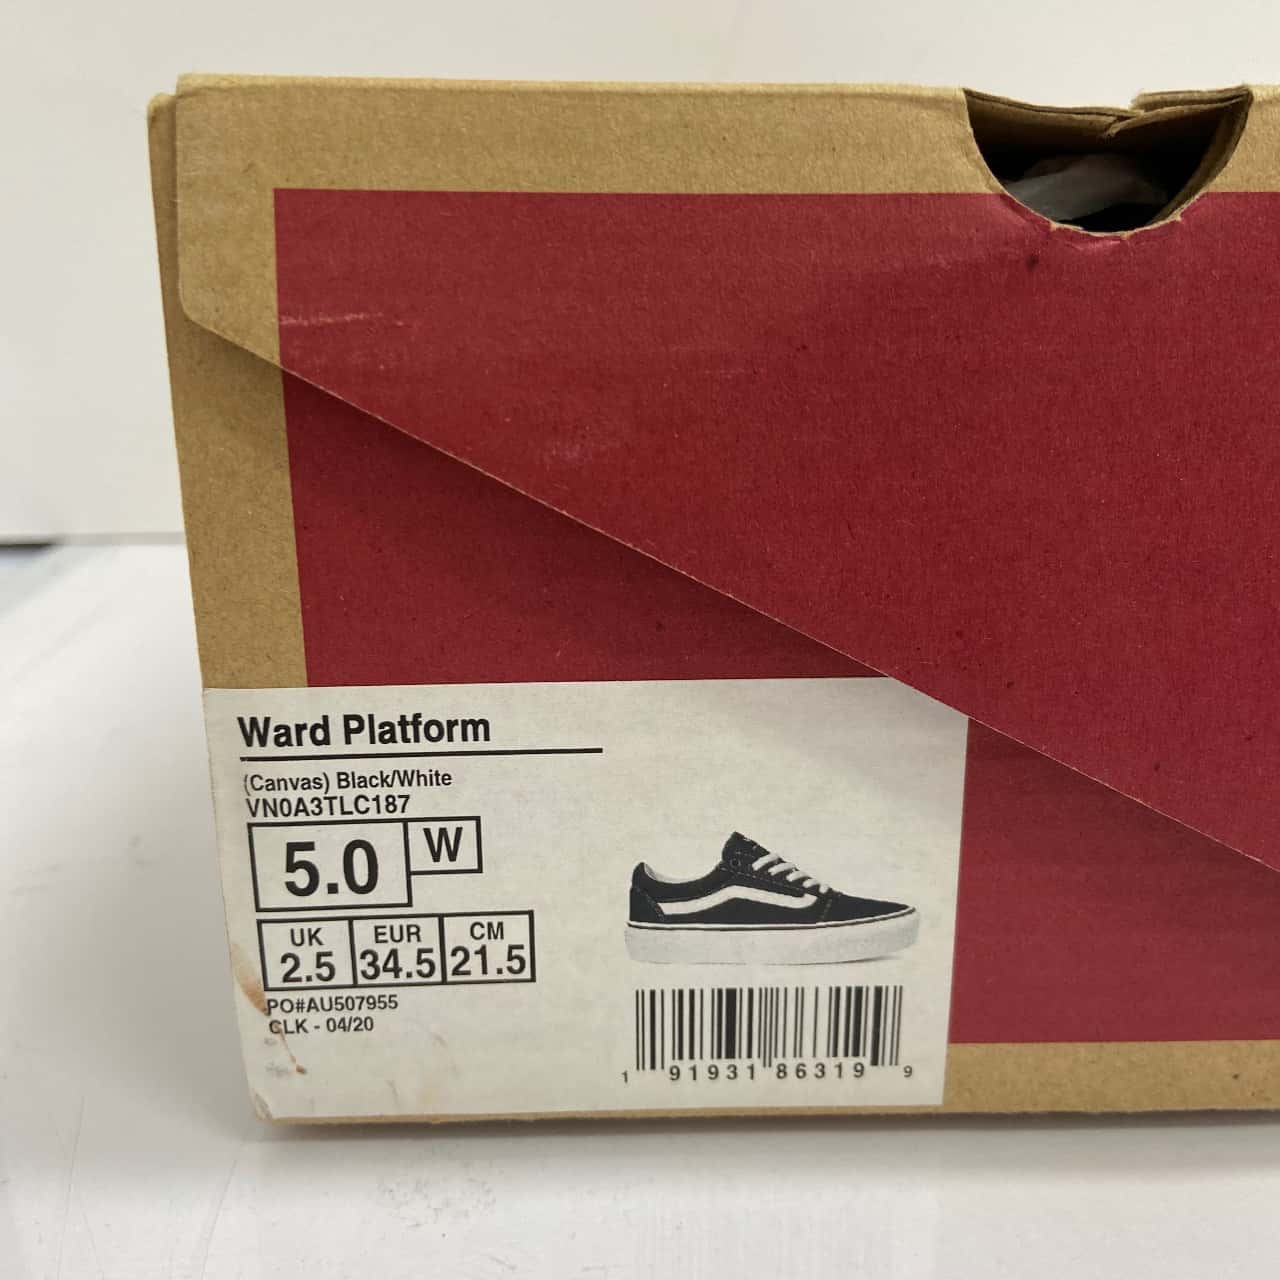 Ward Platform
(Canvas) Black/White
VN0A3TLC187
5.0 W
UK EUR CM
2.5 34.5 21.5
PO#AU507955
CLK - 04/20
1 91931 86319 9